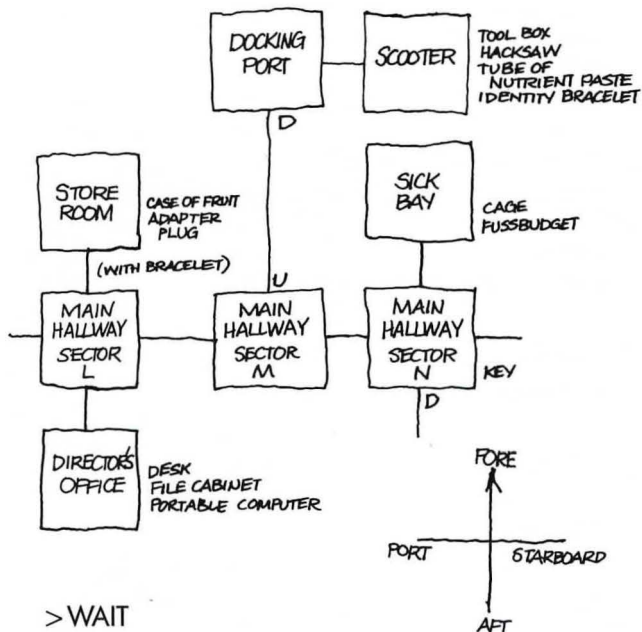 DOCKING
PORT
SCOOTER
TOOL BOX
HACKSAW
TUBE OF
NUTRIENT PASTE
IDENTITY BRACELET
D
STORE
ROOM
CASE OF FRUIT
ADAPTER
PLUG
SICK
BAY
CAGE
FUSSBUDGET
(WITH BRACELET)
U
MAIN
HALLWAY
SECTOR
L
MAIN
HALLWAY
SECTOR
M
MAIN
HALLWAY
SECTOR
N
KEY
D
DIRECTOR'S
OFFICE
DESK
FILE CABINET
PORTABLE COMPUTER
FORE
PORT
STARBOARD
AFT
>WAIT